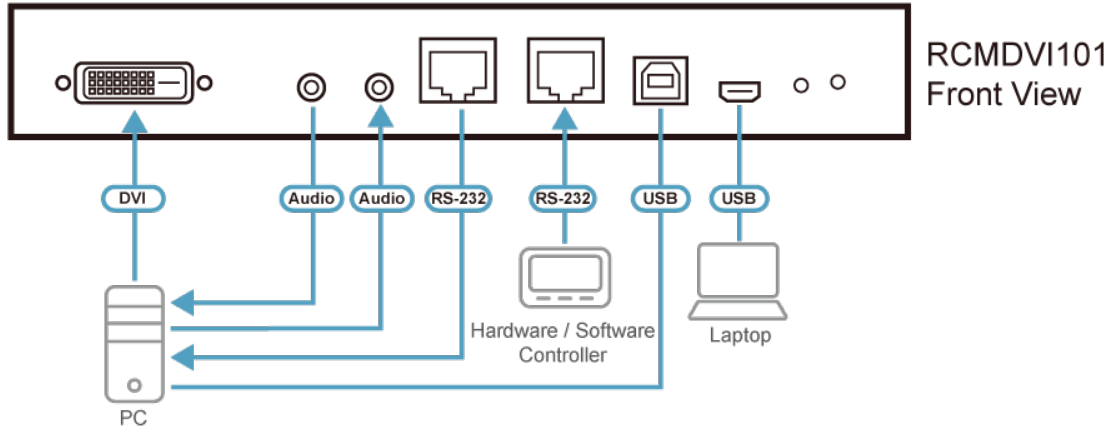 RCMDVI101
Front View
DVI
Audio
Audio
RS-232
RS-232
USB
USB
Hardware / Software
Controller
Laptop
PC